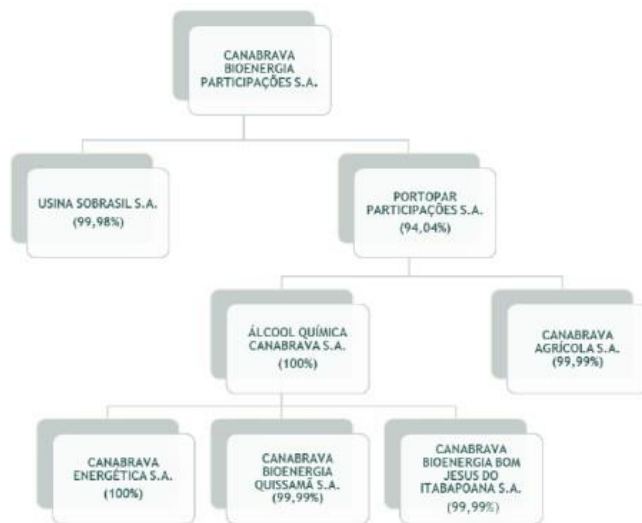 CANABRAVA
BIOENERGIA
PARTICIPAÇÕES S.A.
USINA SOBRASIL S.A.
(99,98%)
PORTOPAR
PARTICIPAÇÕES S.A.
(94,04%)
ÁLCOOL QUÍMICA
CANABRAVA S.A.
(100%)
CANABRAVA
AGRÍCOLA S.A.
(99,99%)
CANABRAVA
ENERGÉTICA S.A.
(100%)
CANABRAVA
BIOENERGIA
QUISSAMÃ S.A.
(99,99%)
CANABRAVA
BIOENERGIA BOM
JESUS DO
ITABAPOANA S.A.
(99,99%)